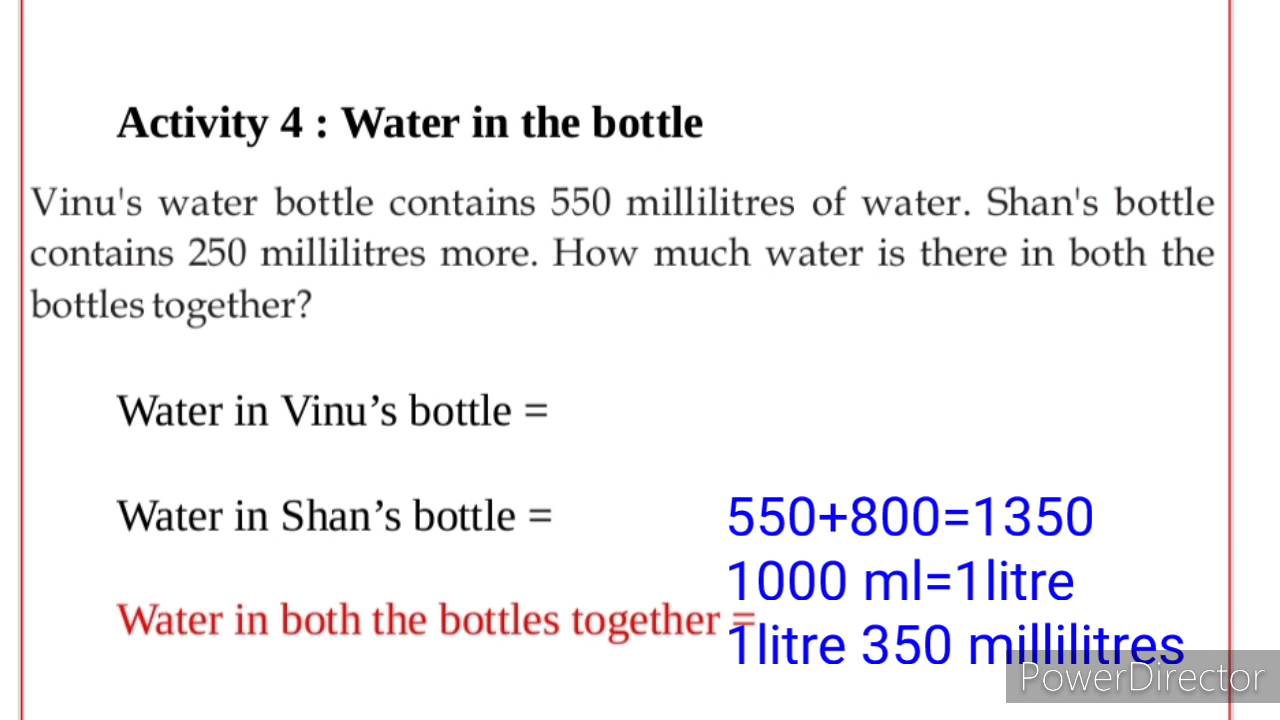 Activity 4 : Water in the bottle
Vinu's water bottle contains 550 millilitres of water. Shan's bottle
contains 250 millilitres more. How much water is there in both the
bottles together?
Water in Vinu’s bottle =
Water in Shan’s bottle =
550+800=1350
1000 ml=1litre
Water in both the bottles together =
1litre 350 millilitres
PowerDirector